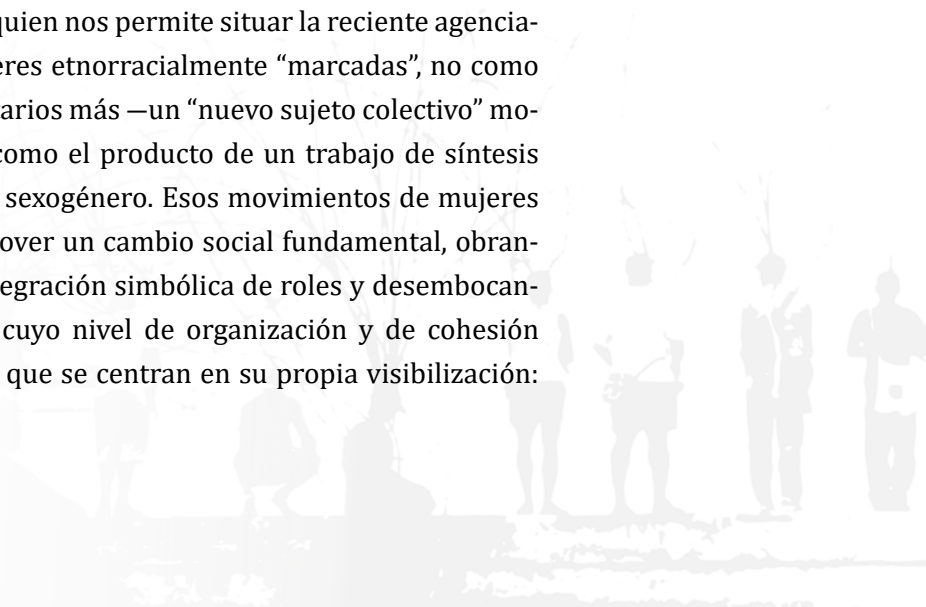 quien nos permite situar la reciente agencia-
eres etnorracialmente “marcadas”, no como
tarios más —un “nuevo sujeto colectivo” mo-
como el producto de un trabajo de síntesis
sexogénero. Esos movimientos de mujeres
over un cambio social fundamental, obran-
tegración simbólica de roles y desembocan-
cuyo nivel de organización y de cohesión
que se centran en su propia visibilización: